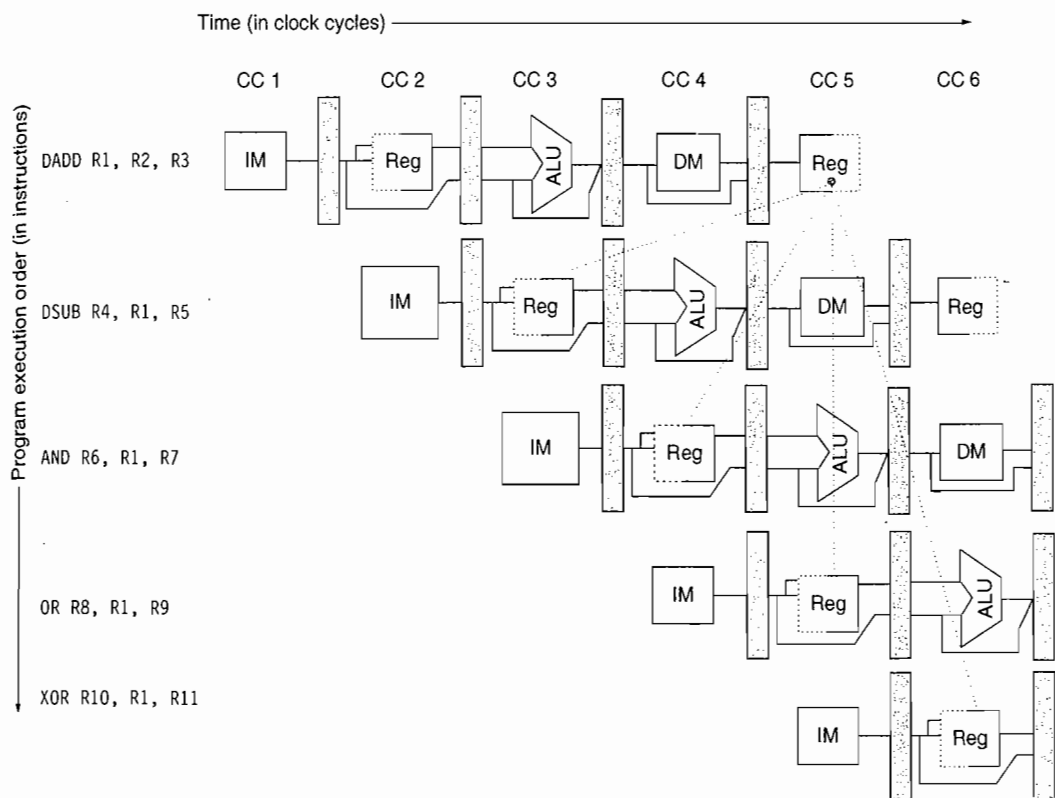 Time (in clock cycles)
CC 1 CC 2 CC 3 CC 4 CC 5 CC 6
Program execution order (in instructions)
DADD R1, R2, R3
IM Reg ALU DM Reg
DSUB R4, R1, R5
IM Reg ALU DM Reg
AND R6, R1, R7
IM Reg ALU DM
OR R8, R1, R9
IM Reg ALU
XOR R10, R1, R11
IM Reg